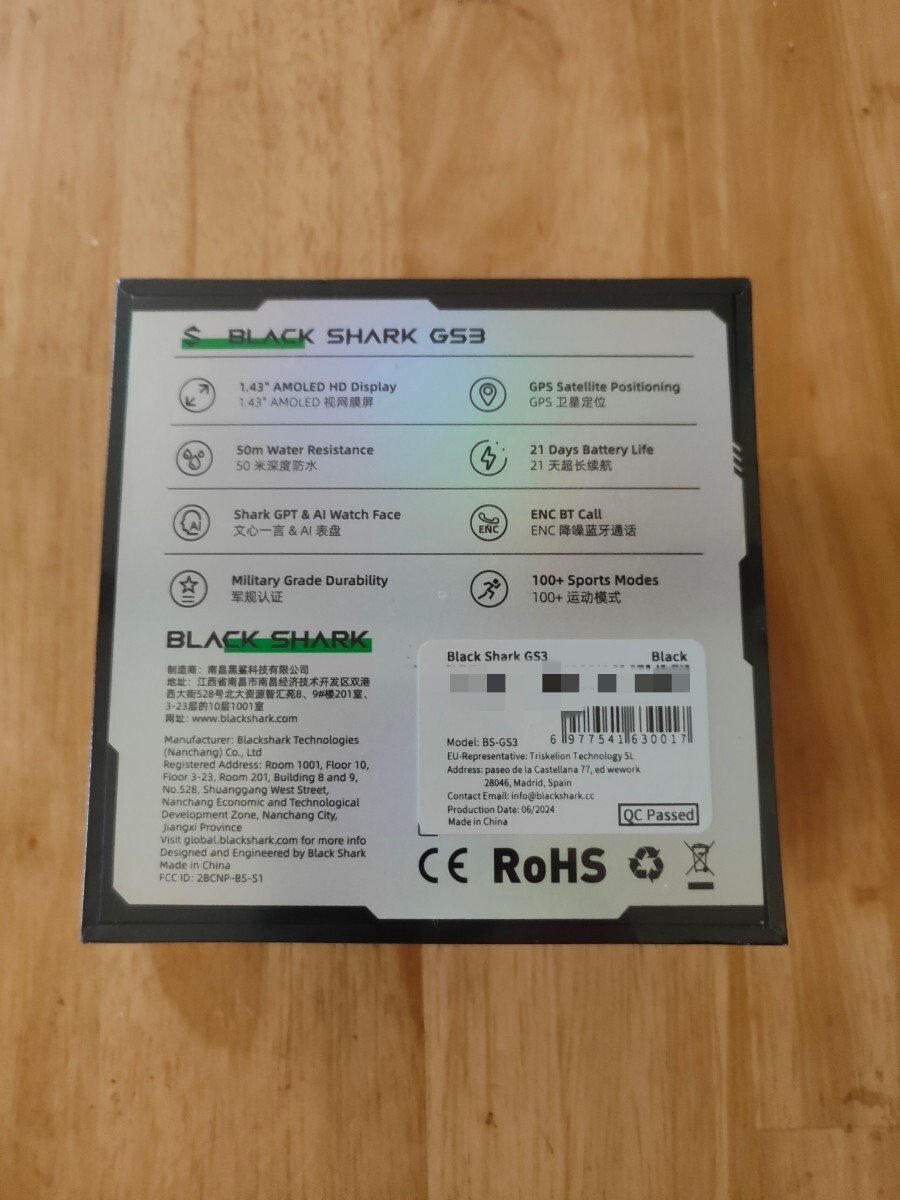 BLACK SHARK GS3
1.43" AMOLED HD Display
1.43" AMOLED 视网膜屏
GPS Satellite Positioning
GPS 卫星定位
50m Water Resistance
50 米深度防水
21 Days Battery Life
21 天超长续航
Shark GPT & AI Watch Face
文心一言 & AI 表盘
ENC
ENC BT Call
ENC 降噪蓝牙通话
Military Grade Durability
军规认证
100+ Sports Modes
100+ 运动模式
BLACK SHARK
制造商：南昌黑鲨科技有限公司
地址：江西省南昌市南昌经济技术开发区双港
西大街528号北大资源智汇苑8、9#楼201室、
3-23层的10层1001室
网址: www.blackshark.com
Manufacturer: Blackshark Technologies
(Nanchang) Co., Ltd
Registered Address: Room 1001, Floor 10,
Floor 3-23, Room 201, Building 8 and 9,
No.528, Shuanggang West Street,
Nanchang Economic and Technological
Development Zone, Nanchang City,
Jiangxi Province
Visit global.blackshark.com for more info
Designed and Engineered by Black Shark
Made in China
FCC ID: 2BCNP-BS-S1
Black Shark GS3 Black
6 977541 630017
Model: BS-GS3
EU-Representative: Triskelion Technology SL
Address: paseo de la Castellana 77, ed wework
28046, Madrid, Spain
Contact Email: info@blackshark.cc
Production Date: 06/2024
Made in China
QC Passed
CE RoHS